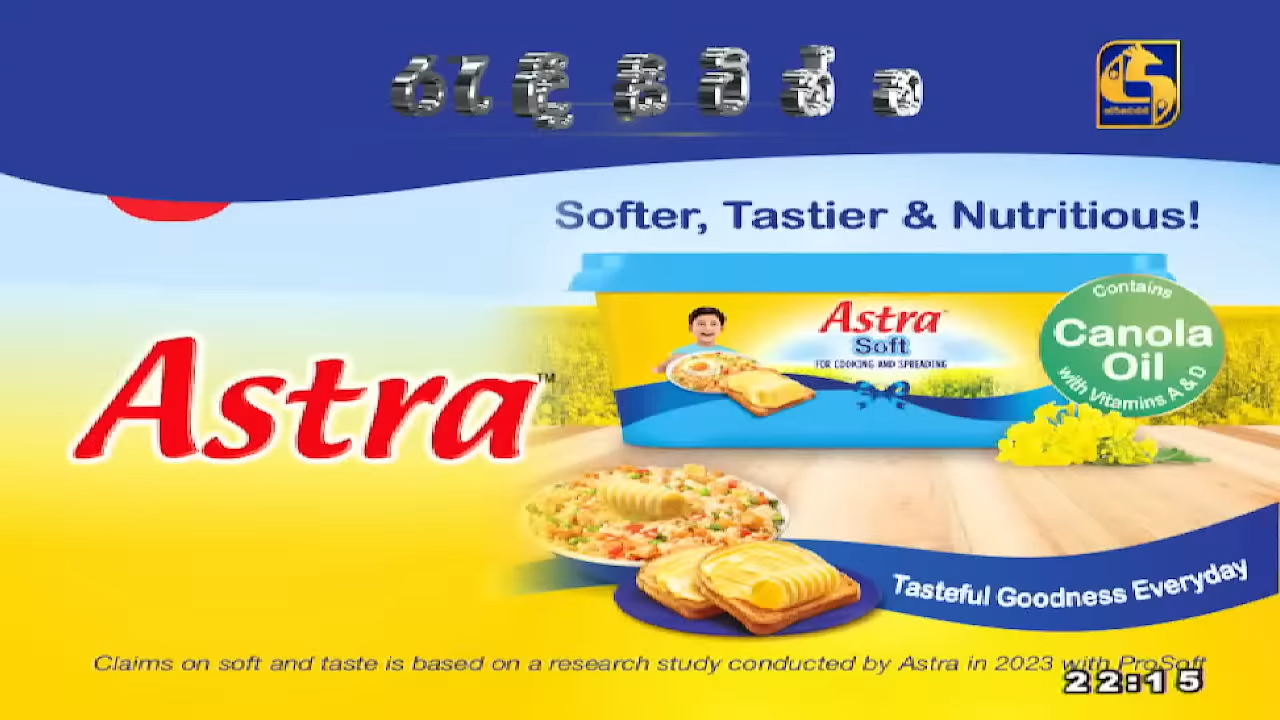 Softer, Tastier & Nutritious!
Contains
Canola
Oil
with Vitamins A & D
Astra
Soft
FOR COOKING AND SPREADING
Astra™
Tasteful Goodness Everyday
Claims on soft and taste is based on a research study conducted by Astra in 2023 with ProSoft
22:15